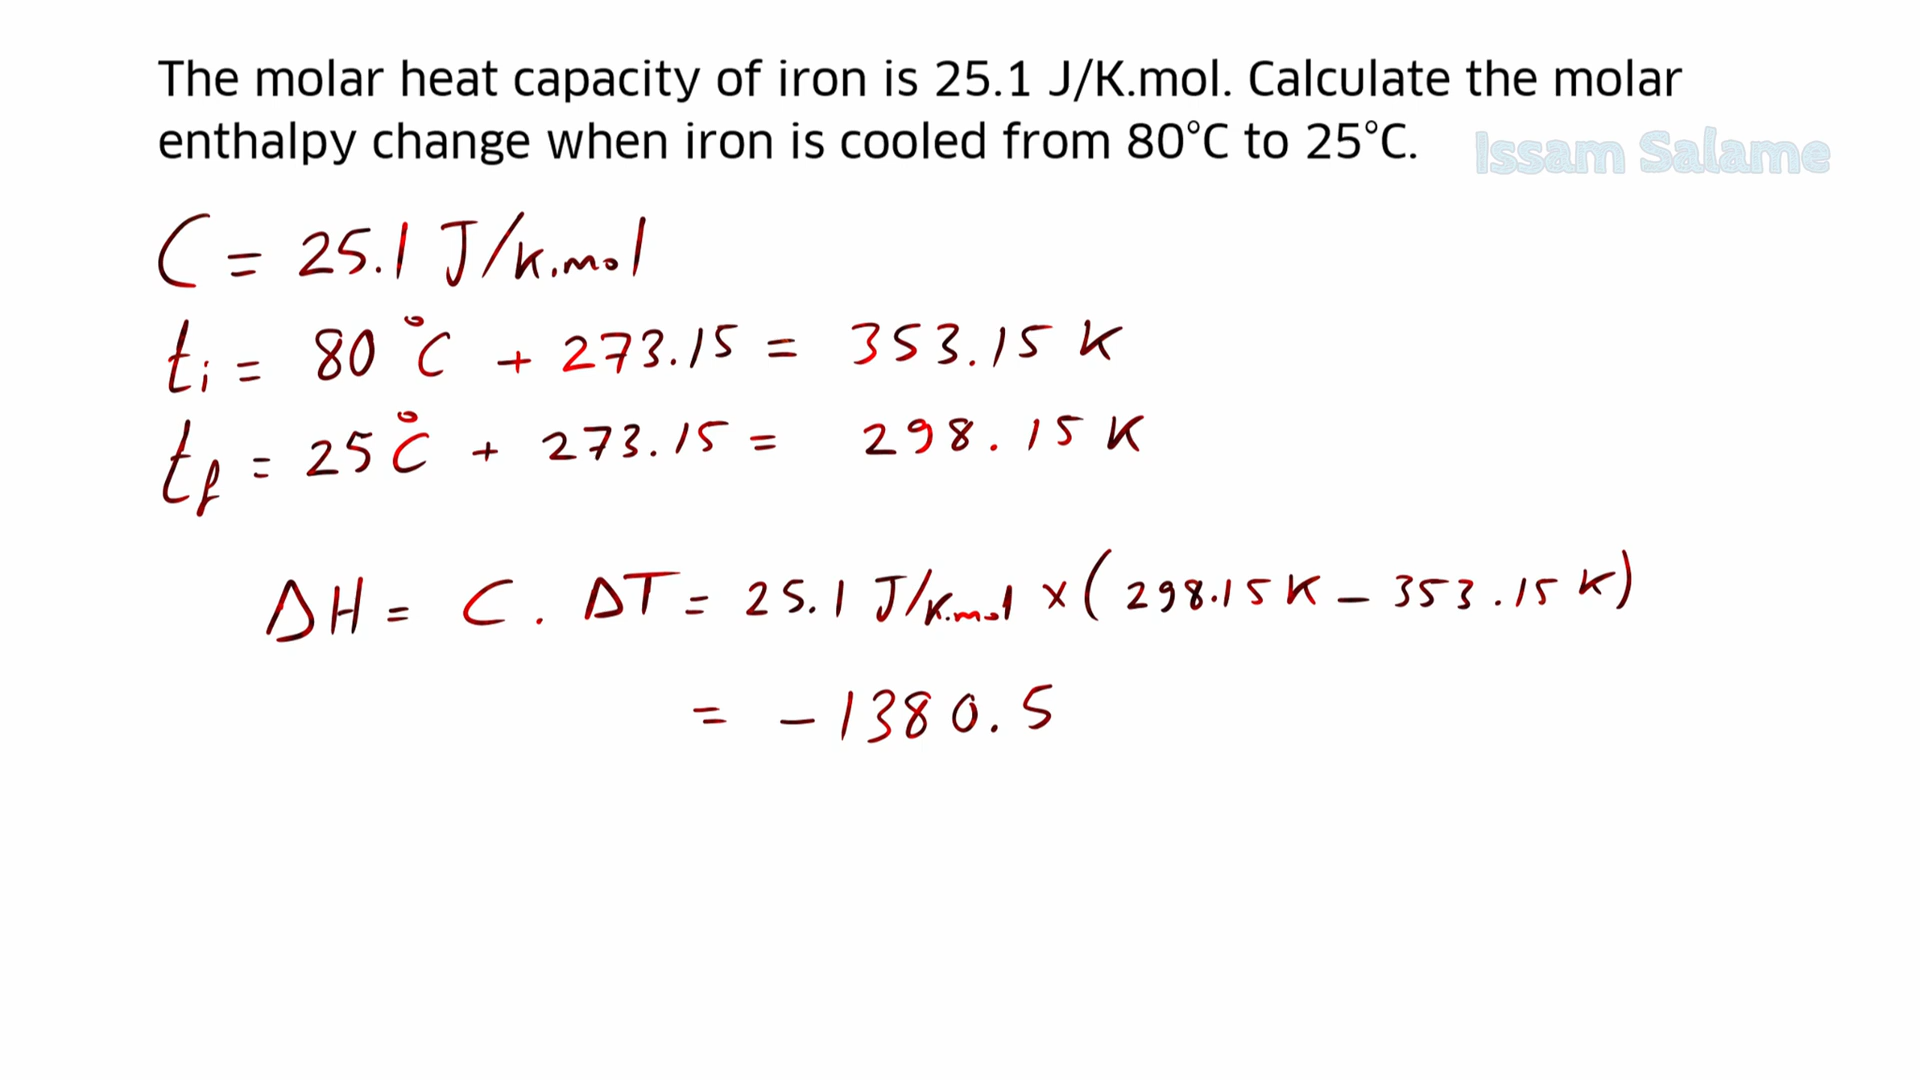 The molar heat capacity of iron is 25.1 J/K.mol. Calculate the molar
enthalpy change when iron is cooled from 80°C to 25°C.
Issam Salame
C = 25.1 J/K.mol
ti = 80 °C + 273.15 = 353.15 K
tf = 25 °C + 273.15 = 298.15 K
ΔH = C . ΔT = 25.1 J/K.mol × (298.15 K – 353.15 K)
= -1380.5